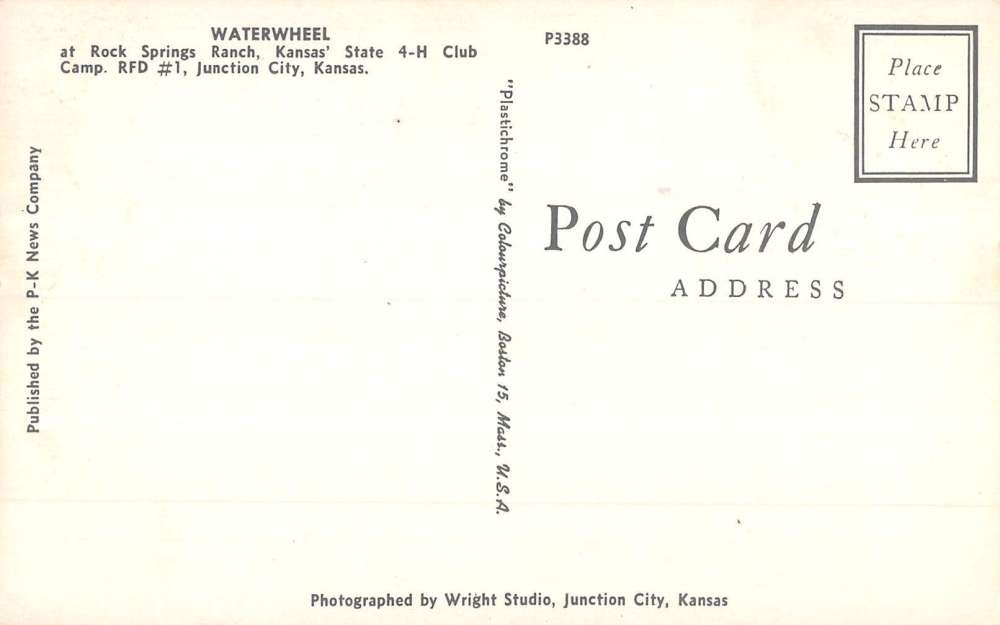 WATERWHEEL
at Rock Springs Ranch, Kansas' State 4-H Club
Camp. RFD #1, Junction City, Kansas.
Published by the P-K News Company
"Plastichrome" by Colourpicture, Boston 15, Mass., U.S.A.
P3388
Place
STAMP
Here
Post Card
ADDRESS
Photographed by Wright Studio, Junction City, Kansas